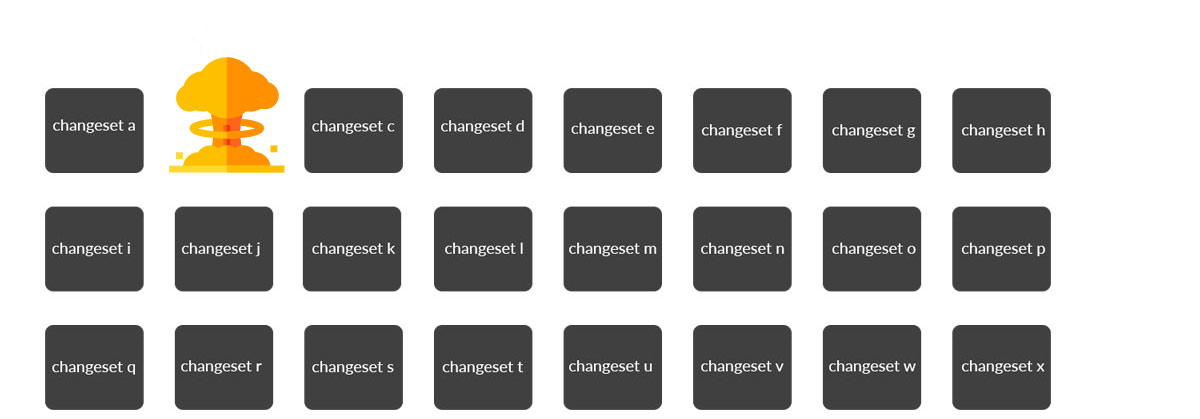 changeset a
changeset c
changeset d
changeset e
changeset f
changeset g
changeset h
changeset i
changeset j
changeset k
changeset l
changeset m
changeset n
changeset o
changeset p
changeset q
changeset r
changeset s
changeset t
changeset u
changeset v
changeset w
changeset x